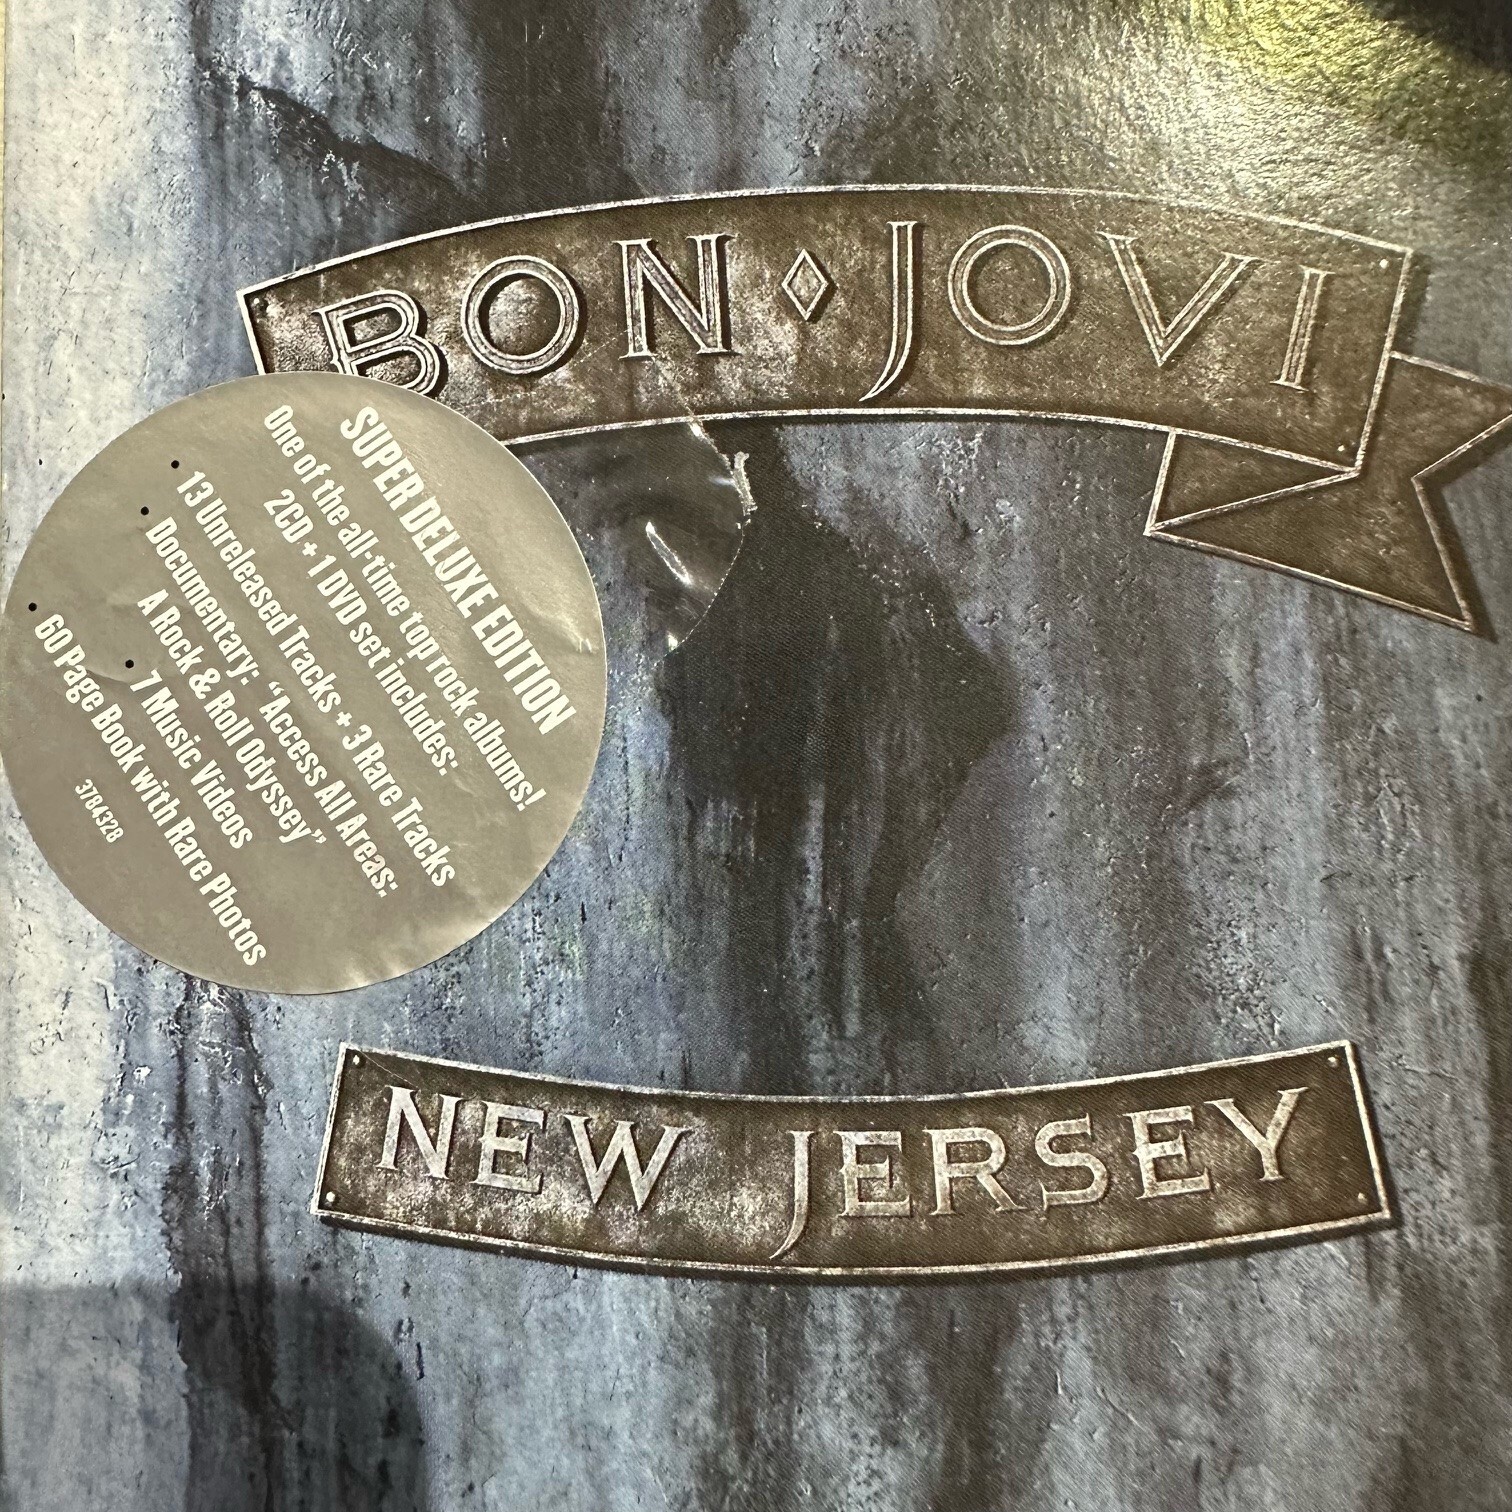 BON ◊ JOVI
SUPER DELUXE EDITION
One of the all-time top rock albums!
2CD + 1 DVD set includes:
• 13 Unreleased Tracks + 3 Rare Tracks
• Documentary: “Access All Areas:
A Rock & Roll Odyssey”
• 7 Music Videos
• 60 Page Book with Rare Photos
3784328
NEW JERSEY